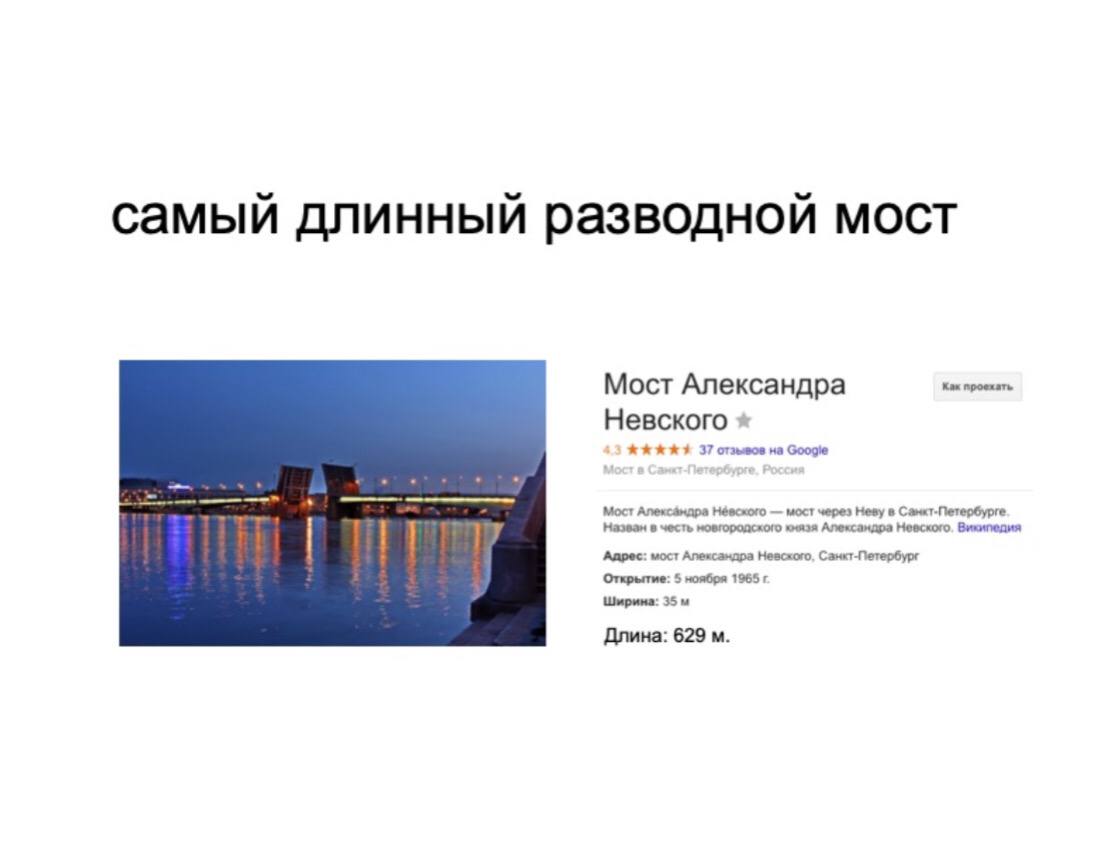 самый длинный разводной мост
Мост Александра
Невского
Как проехать
4,3 37 отзывов на Google
Мост в Санкт-Петербурге, Россия
Мост Алекса́ндра Не́вского — мост через Неву в Санкт-Петербурге.
Назван в честь новгородского князя Александра Невского. Википедия
Адрес: мост Александра Невского, Санкт-Петербург
Открытие: 5 ноября 1965 г.
Ширина: 35 м
Длина: 629 м.